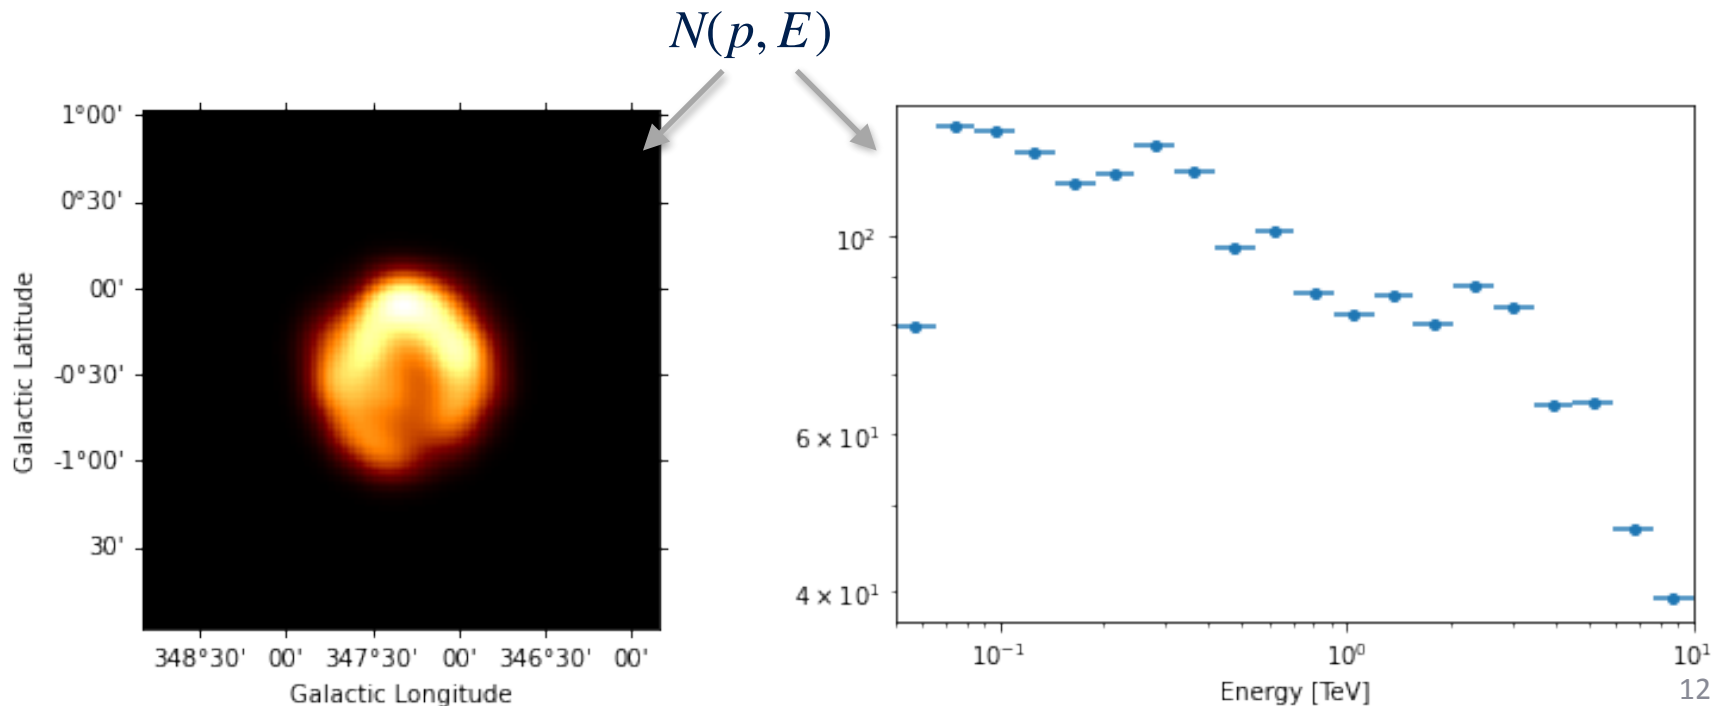 N(p, E)
1°00'
0°30'
00'
-0°30'
-1°00'
30'
Galactic Latitude
348°30' 00' 347°30' 00' 346°30' 00'
Galactic Longitude
10²
6 × 10¹
4 × 10¹
10⁻¹ 10⁰ 10¹
Energy [TeV]
12